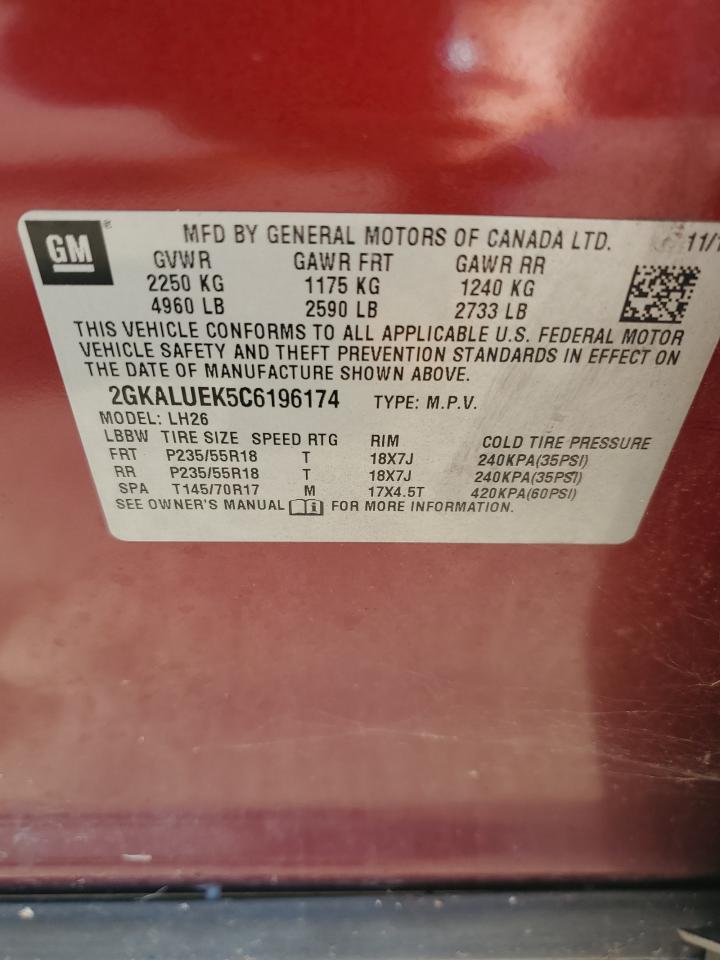 GM ®
MFD BY GENERAL MOTORS OF CANADA LTD. 11/1
GVWR GAWR FRT GAWR RR
2250 KG 1175 KG 1240 KG
4960 LB 2590 LB 2733 LB
THIS VEHICLE CONFORMS TO ALL APPLICABLE U.S. FEDERAL MOTOR
VEHICLE SAFETY AND THEFT PREVENTION STANDARDS IN EFFECT ON
THE DATE OF MANUFACTURE SHOWN ABOVE.
2GKALUEK5C6196174 TYPE: M.P.V.
MODEL: LH26
LBBW TIRE SIZE SPEED RTG RIM COLD TIRE PRESSURE
FRT P235/55R18 T 18X7J 240KPA(35PSI)
RR P235/55R18 T 18X7J 240KPA(35PSI)
SPA T145/70R17 M 17X4.5T 420KPA(60PSI)
SEE OWNER'S MANUAL i FOR MORE INFORMATION.